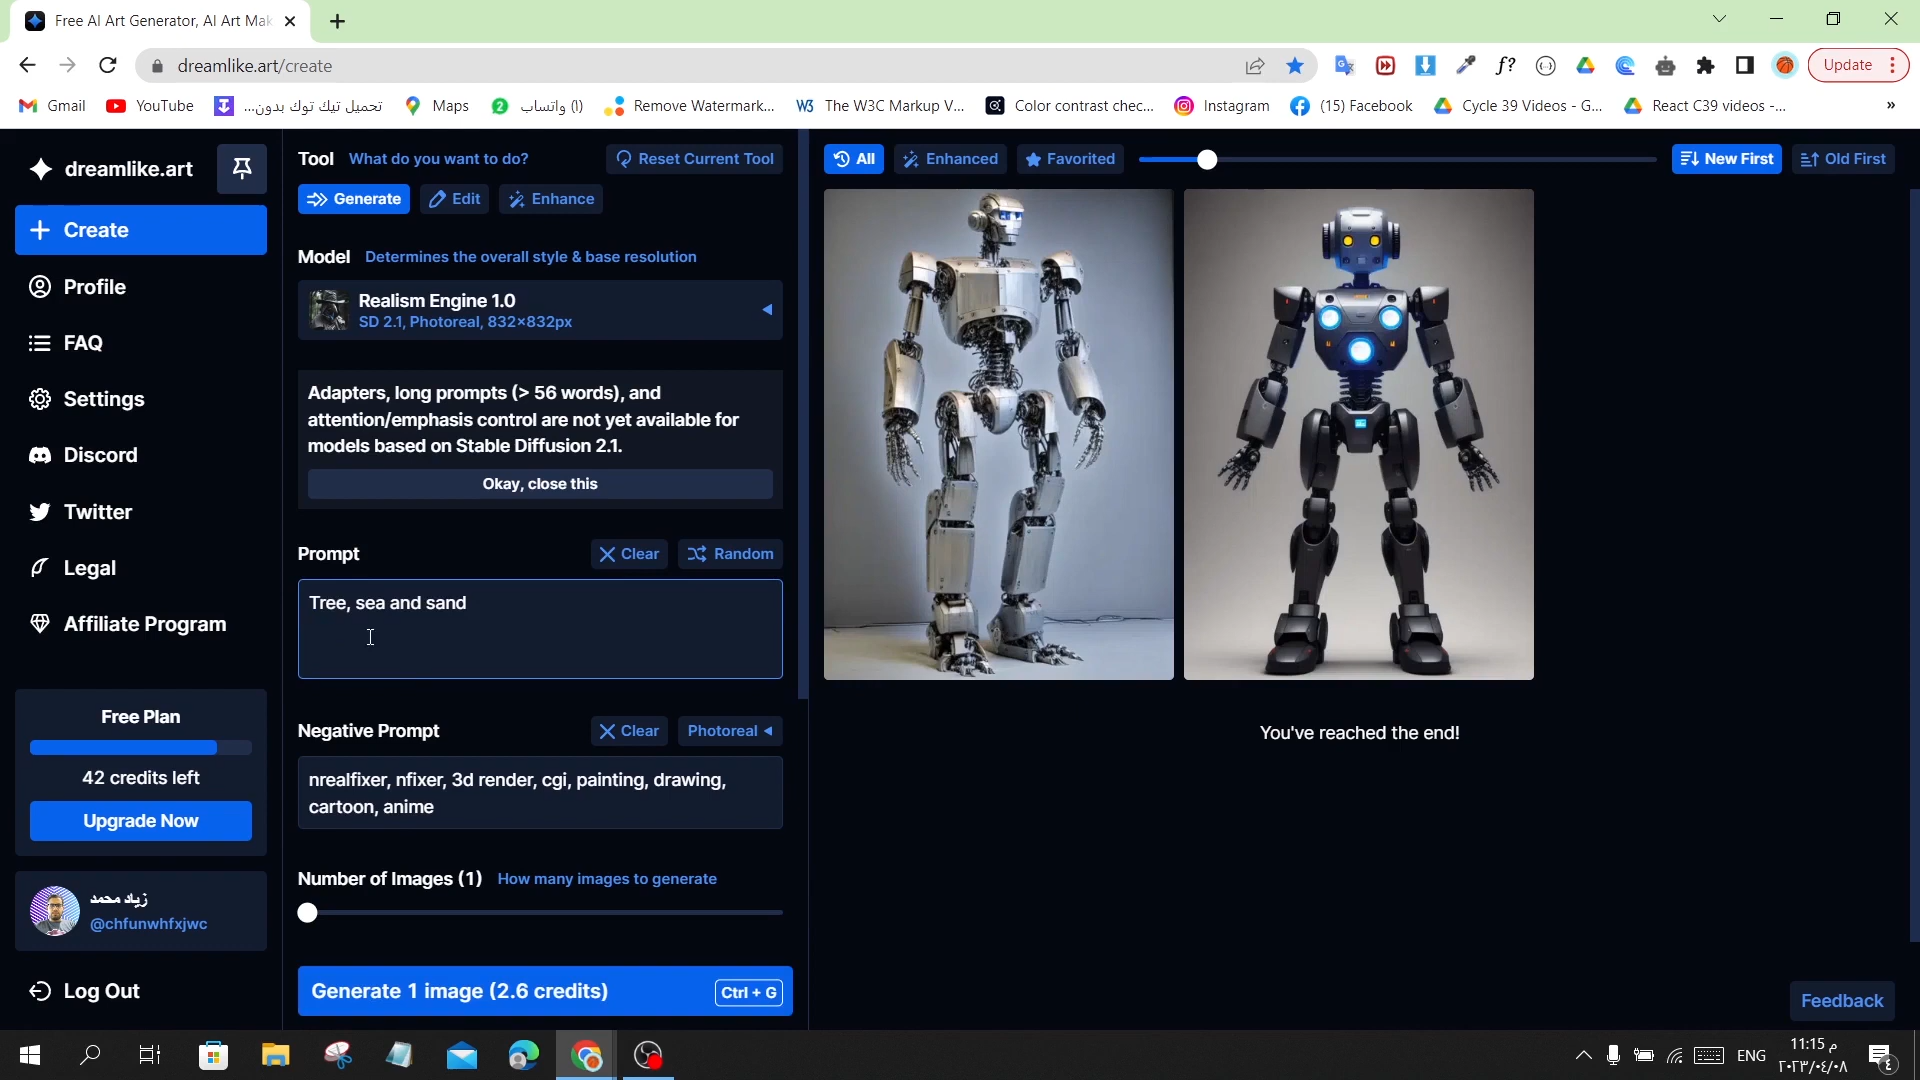 Free AI Art Generator, AI Art Mak
dreamlike.art/create
Update
Gmail
YouTube
تحميل تيك توك بدون...
Maps
(1) واتساب
Remove Watermark...
The W3C Markup V...
Color contrast chec...
Instagram
(15) Facebook
Cycle 39 Videos - G...
React C39 videos -...
»
dreamlike.art
Create
Profile
FAQ
Settings
Discord
Twitter
Legal
Affiliate Program
Free Plan
42 credits left
Upgrade Now
زياد محمد
@chfunwhfxjwc
Log Out
Tool What do you want to do?
Reset Current Tool
Generate
Edit
Enhance
Model Determines the overall style & base resolution
Realism Engine 1.0
SD 2.1, Photoreal, 832×832px
Adapters, long prompts (> 56 words), and
attention/emphasis control are not yet available for
models based on Stable Diffusion 2.1.
Okay, close this
Prompt
Clear
Random
Tree, sea and sand
Negative Prompt
Clear
Photoreal
nrealfixer, nfixer, 3d render, cgi, painting, drawing,
cartoon, anime
Number of Images (1) How many images to generate
Generate 1 image (2.6 credits)
Ctrl + G
All
Enhanced
Favorited
New First
Old First
You've reached the end!
Feedback
ENG
11:15 م
٢٠٢٣/٠٤/٠٨
٤